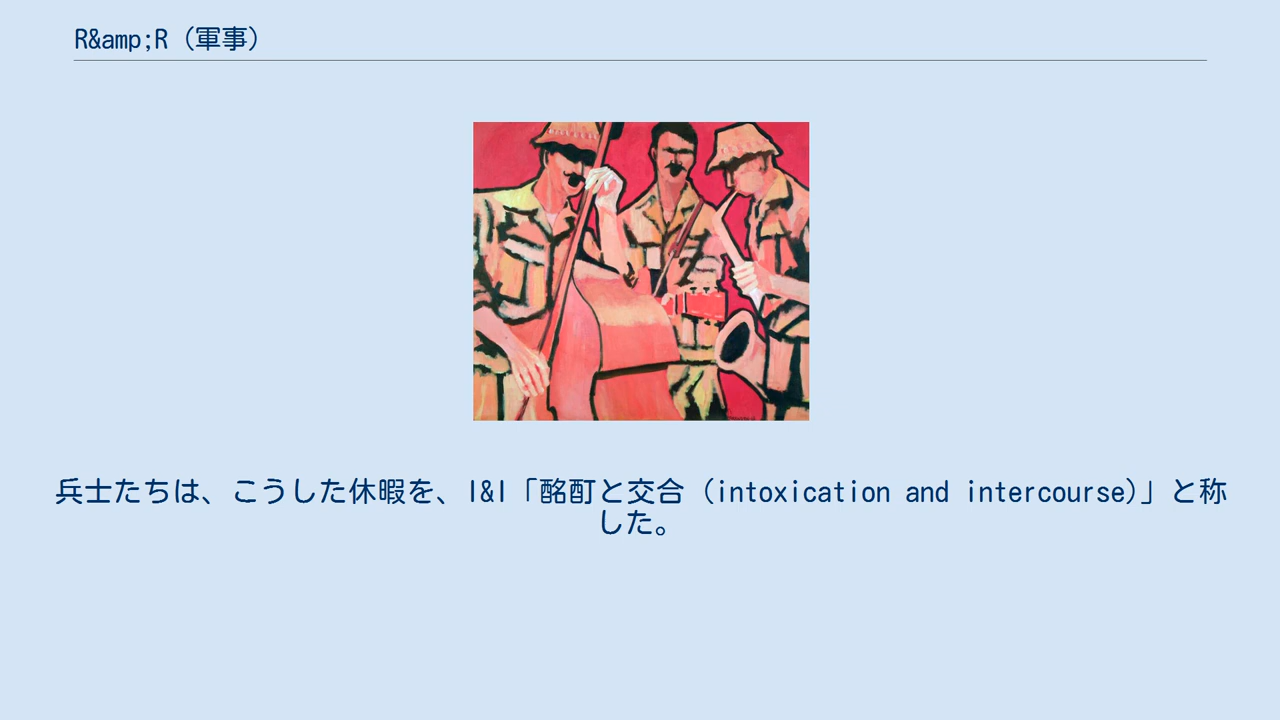 R&amp;R（軍事）
兵士たちは、こうした休暇を、I&I「酩酊と交合（intoxication and intercourse)」と称
した。